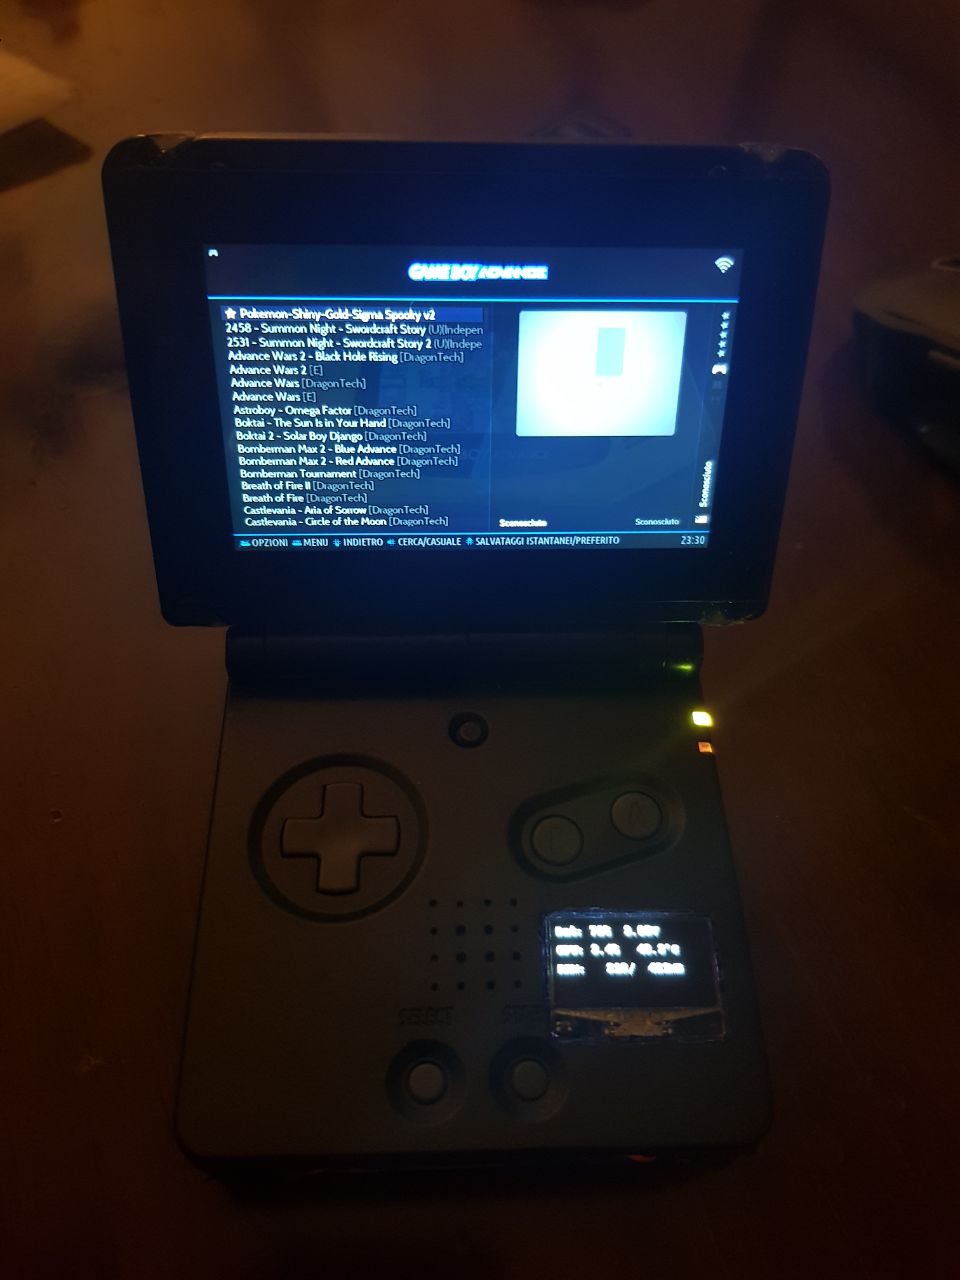 GAME BOY ADVANCE
Pokemon-Shiny-Gold-Sigma Spooky v2
2458 - Summon Night - Swordcraft Story (U)(Indepen
2531 - Summon Night - Swordcraft Story 2 (U)(Indepe
Advance Wars 2 - Black Hole Rising [DragonTech]
Advance Wars 2 [E]
Advance Wars [DragonTech]
Advance Wars [E]
Astroboy - Omega Factor [DragonTech]
Boktai - The Sun Is in Your Hand [DragonTech]
Boktai 2 - Solar Boy Django [DragonTech]
Bomberman Max 2 - Blue Advance [DragonTech]
Bomberman Max 2 - Red Advance [DragonTech]
Bomberman Tournament [DragonTech]
Breath of Fire II [DragonTech]
Breath of Fire [DragonTech]
Castlevania - Aria of Sorrow [DragonTech]
Castlevania - Circle of the Moon [DragonTech]
Sconosciuto
Sconosciuto
Sconosciuto
OPZIONI MENU INDIETRO CERCA/CASUALE SALVATAGGI ISTANTANEI/PREFERITO 23:30
SELECT